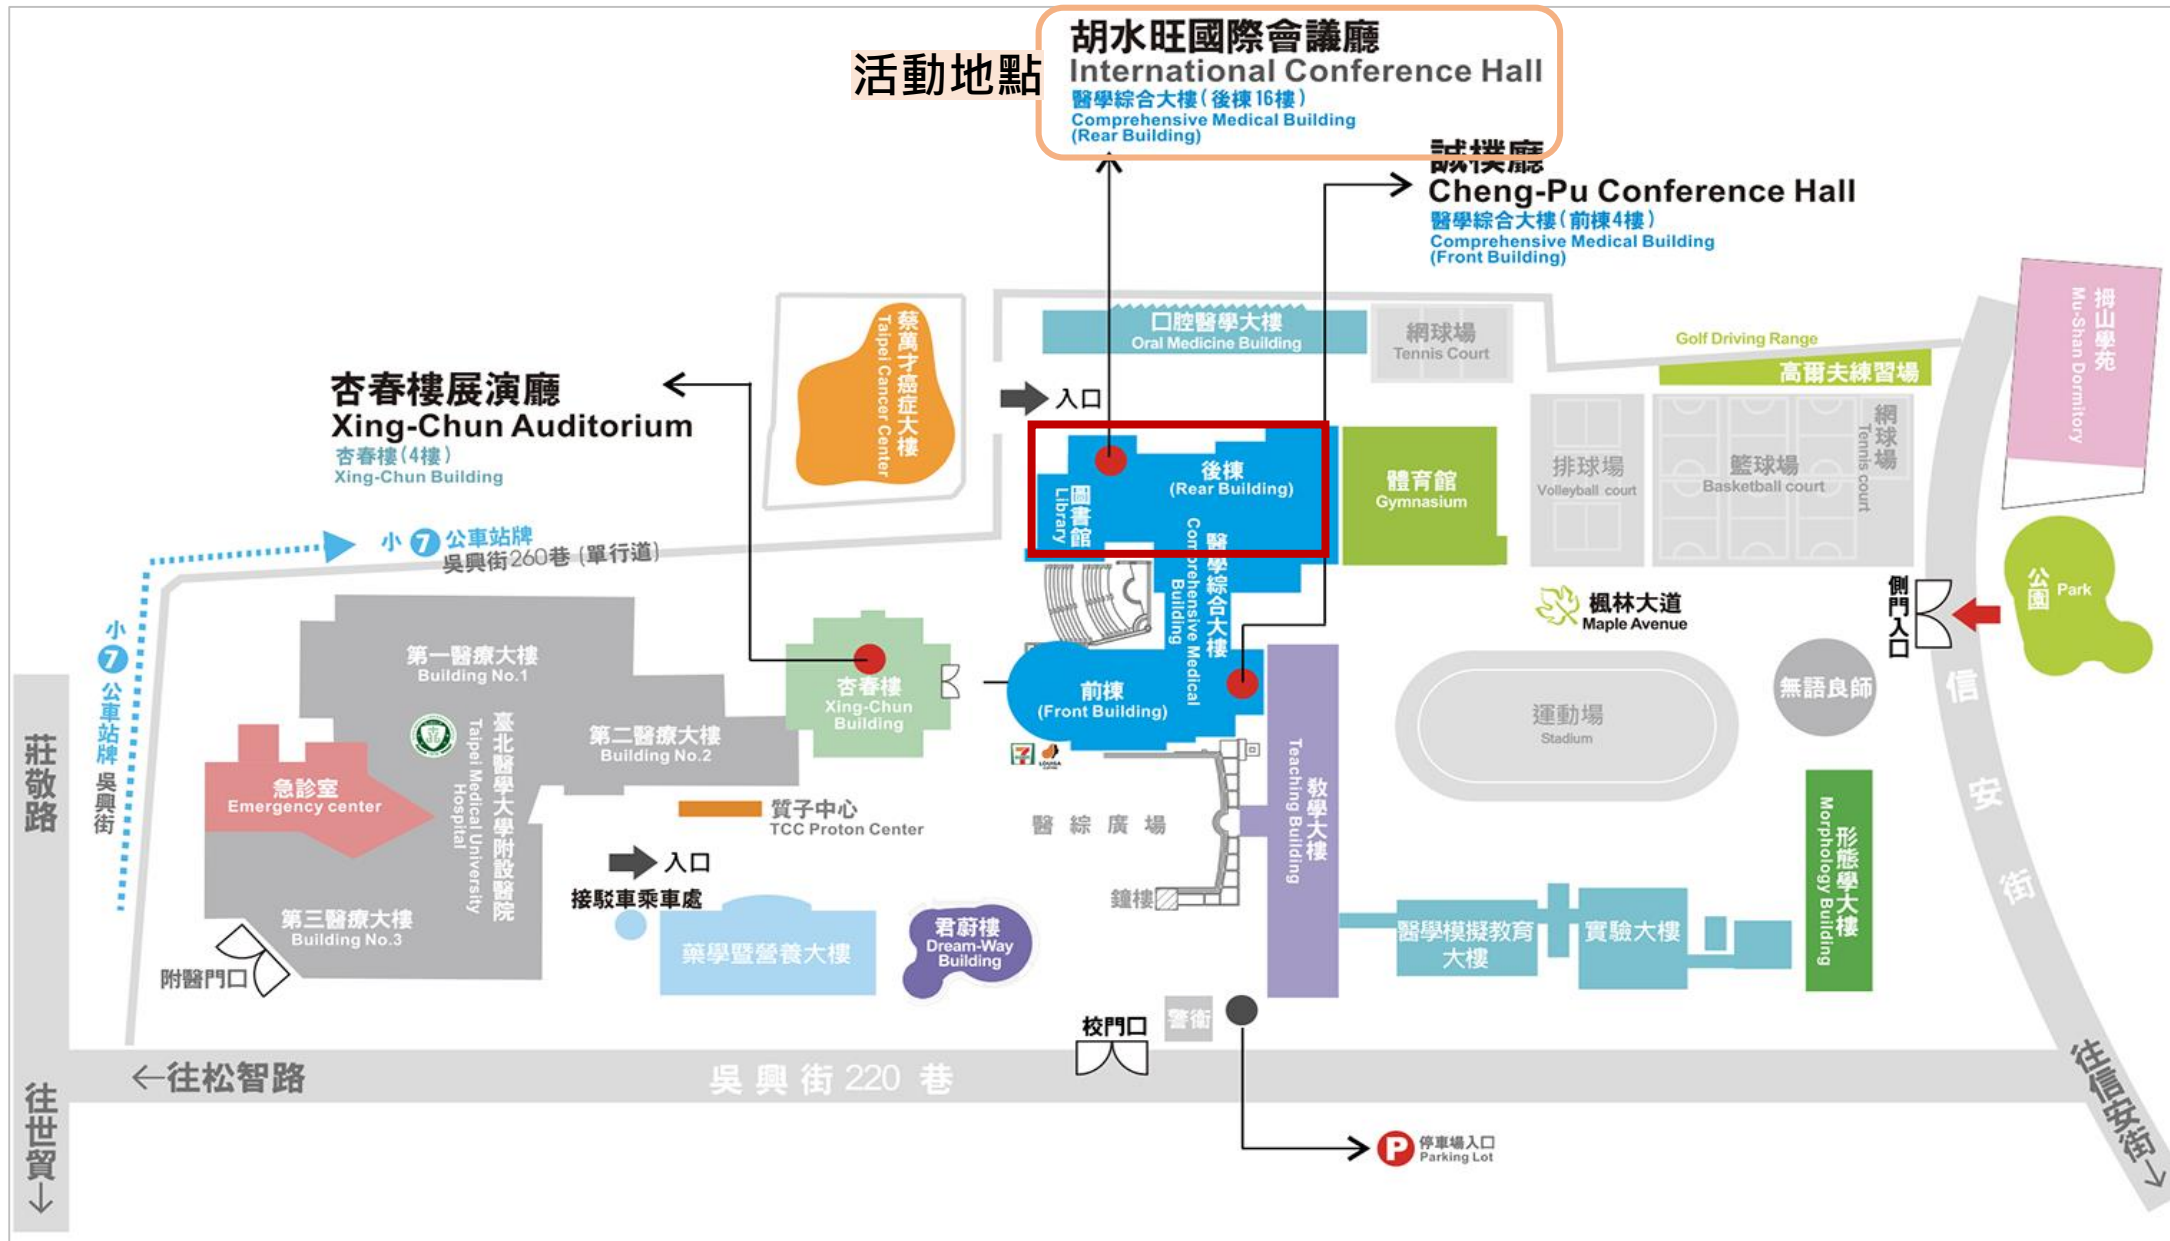 活動地點
胡水旺國際會議廳
International Conference Hall
醫學綜合大樓(後棟16樓)
Comprehensive Medical Building
(Rear Building)
誠樸廳
Cheng-Pu Conference Hall
醫學綜合大樓(前棟4樓)
Comprehensive Medical Building
(Front Building)
杏春樓展演廳
Xing-Chun Auditorium
杏春樓(4樓)
Xing-Chun Building
蔡萬才癌症大樓
Taipei Cancer Center
口腔醫學大樓
Oral Medicine Building
網球場
Tennis Court
Golf Driving Range
高爾夫練習場
拇山學苑
Mu-Shan Dormitory
入口
後棟
(Rear Building)
圖書館
Library
體育館
Gymnasium
排球場
Volleyball court
籃球場
Basketball court
網球場
Tennis court
小7公車站牌
吳興街260巷 (單行道)
小7公車站牌 吳興街
醫學綜合大樓
Comprehensive Medical
Building
楓林大道
Maple Avenue
側門入口
公園
Park
第一醫療大樓
Building No.1
第二醫療大樓
Building No.2
臺北醫學大學附設醫院
Taipei Medical University
Hospital
急診室
Emergency center
第三醫療大樓
Building No.3
附醫門口
杏春樓
Xing-Chun
Building
前棟
(Front Building)
7-ELEVEN
LOUISA
質子中心
TCC Proton Center
入口
接駁車乘車處
藥學暨營養大樓
君蔚樓
Dream-Way
Building
醫綜廣場
鐘樓
教學大樓
Teaching Building
運動場
Stadium
無語良師
形態學大樓
Morphology Building
醫學模擬教育
大樓
實驗大樓
校門口
警衛
莊敬路
往世貿↓
←往松智路
吳興街220巷
信安街
往信安街↓
P
停車場入口
Parking Lot